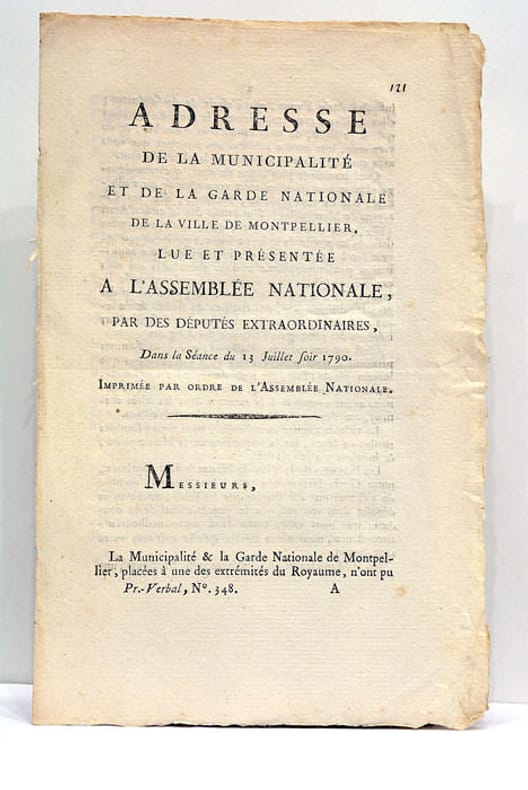 121
ADRESSE
DE LA MUNICIPALITÉ
ET DE LA GARDE NATIONALE
DE LA VILLE DE MONTPELLIER,
LUE ET PRÉSENTÉE
A L'ASSEMBLÉE NATIONALE,
PAR DES DÉPUTÉS EXTRAORDINAIRES,
Dans la Séance du 13 Juillet ſoir 1790.
IMPRIMÉE PAR ORDRE DE L'ASSEMBLÉE NATIONALE.
MESSIEURS,
La Municipalité & la Garde Nationale de Montpel-
lier, placées à une des extrémités du Royaume, n'ont pu
Pr.-Verbal, N°. 348. A